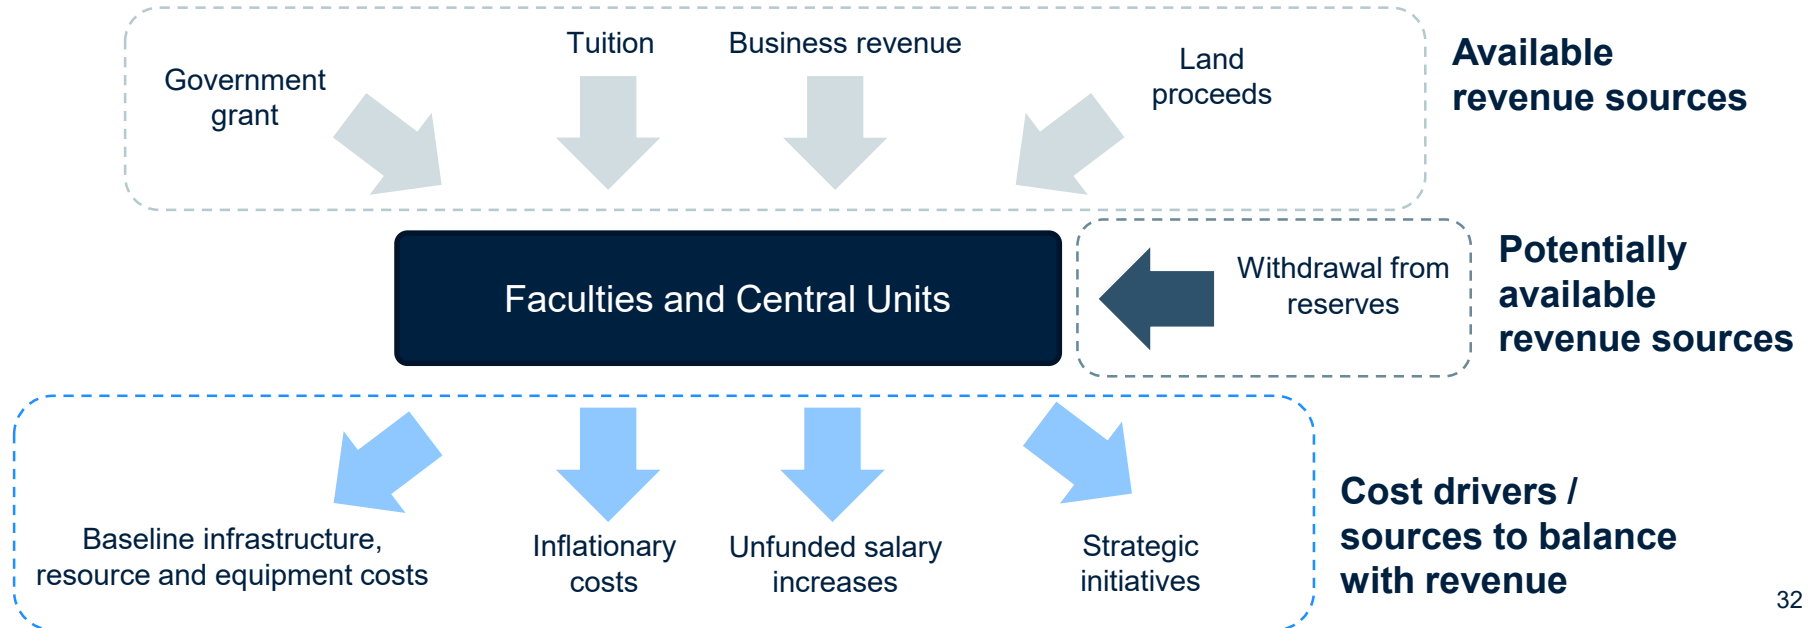 Government
grant
Tuition
Business revenue
Land
proceeds
Available
revenue sources
Faculties and Central Units
Withdrawal from
reserves
Potentially
available
revenue sources
Baseline infrastructure,
resource and equipment costs
Inflationary
costs
Unfunded salary
increases
Strategic
initiatives
Cost drivers /
sources to balance
with revenue
32